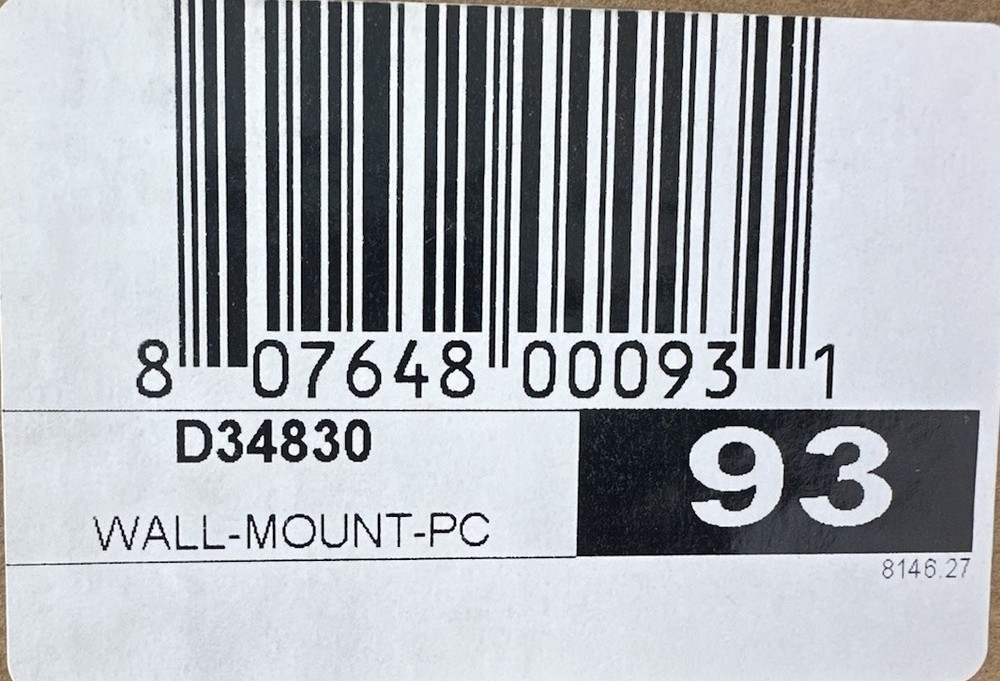 8 07648 00093 1
D34830
93
WALL-MOUNT-PC
8146.27